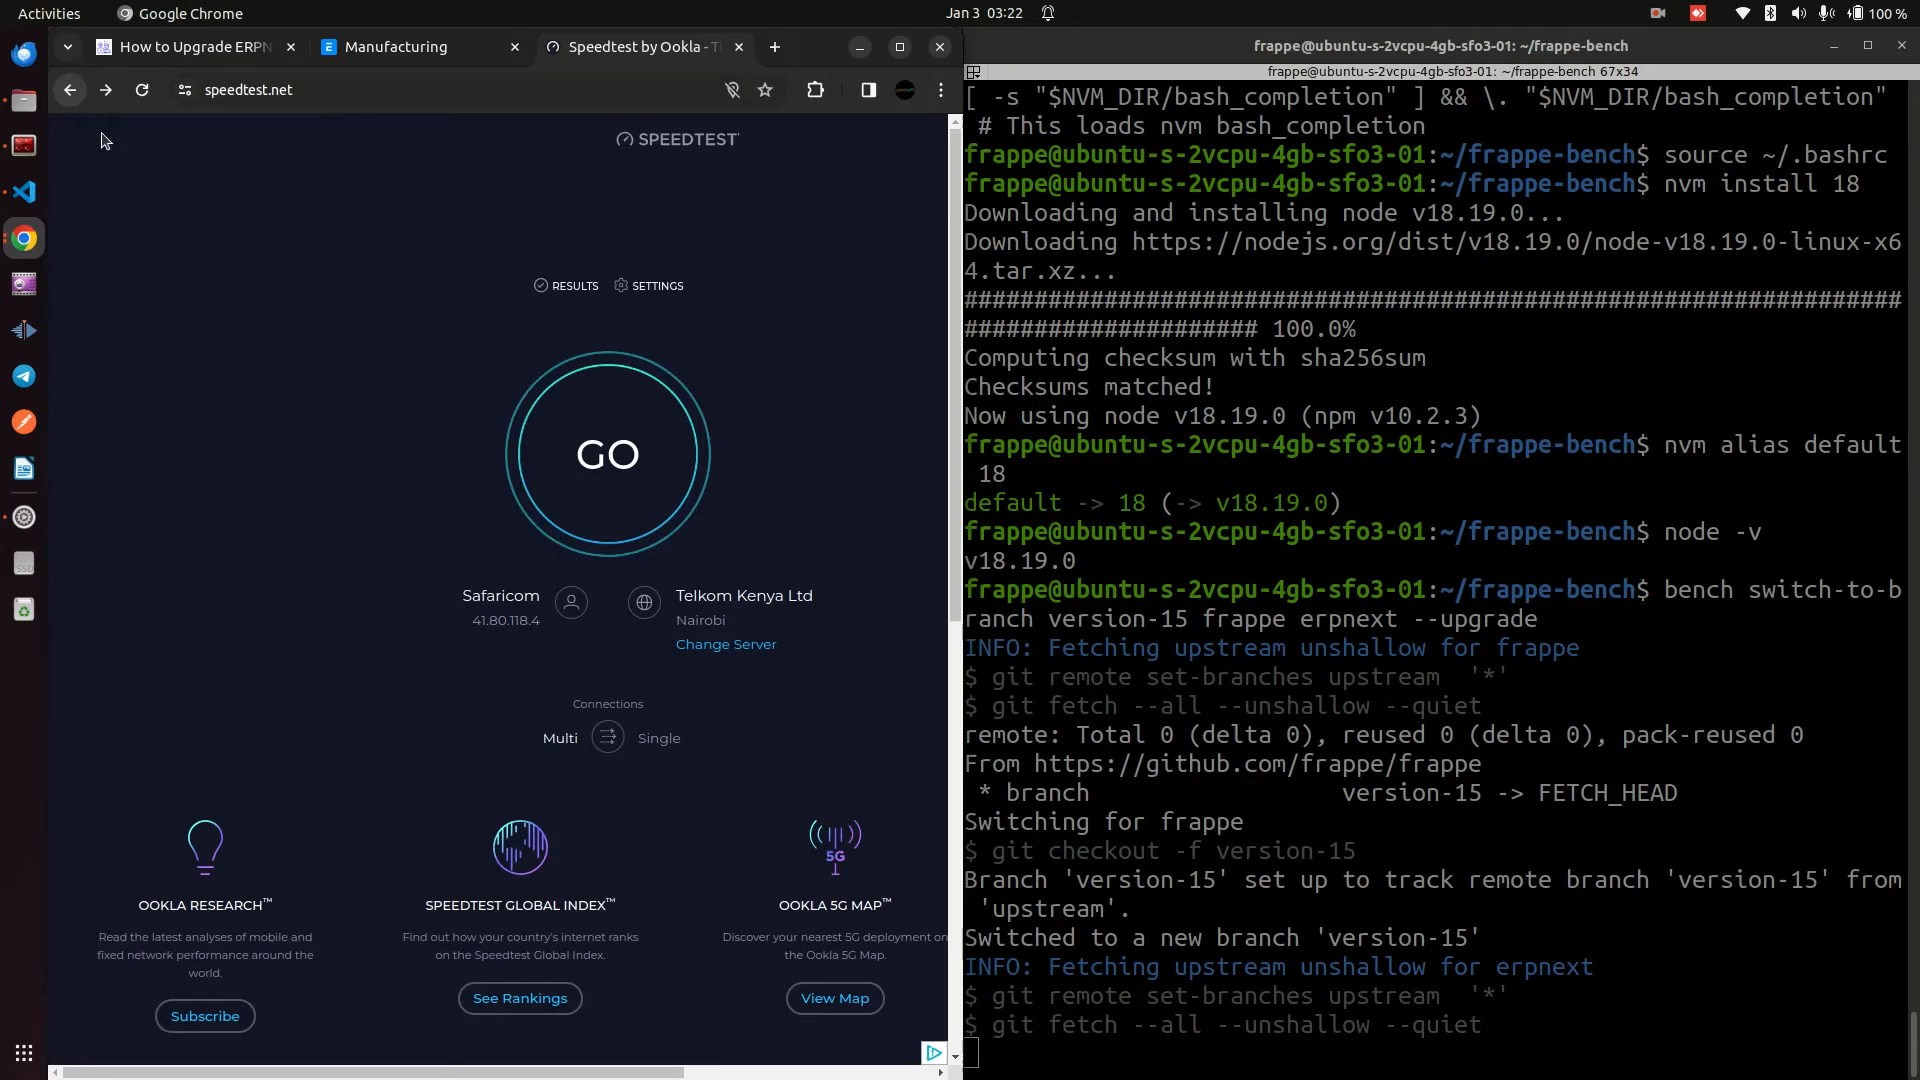 Activities
Google Chrome
Jan 3 03:22
100 %
How to Upgrade ERPN
Manufacturing
Speedtest by Ookla - T
speedtest.net
SPEEDTEST
RESULTS
SETTINGS
GO
Safaricom
41.80.118.4
Telkom Kenya Ltd
Nairobi
Change Server
Connections
Multi
Single
OOKLA RESEARCH™
Read the latest analyses of mobile and
fixed network performance around the
world.
Subscribe
SPEEDTEST GLOBAL INDEX™
Find out how your country's internet ranks
on the Speedtest Global Index.
See Rankings
5G
OOKLA 5G MAP™
Discover your nearest 5G deployment on
the Ookla 5G Map.
View Map
SSD
frappe@ubuntu-s-2vcpu-4gb-sfo3-01: ~/frappe-bench
frappe@ubuntu-s-2vcpu-4gb-sfo3-01: ~/frappe-bench 67x34
[ -s "$NVM_DIR/bash_completion" ] && \. "$NVM_DIR/bash_completion"
# This loads nvm bash_completion
frappe@ubuntu-s-2vcpu-4gb-sfo3-01:~/frappe-bench$ source ~/.bashrc
frappe@ubuntu-s-2vcpu-4gb-sfo3-01:~/frappe-bench$ nvm install 18
Downloading and installing node v18.19.0...
Downloading https://nodejs.org/dist/v18.19.0/node-v18.19.0-linux-x6
4.tar.xz...
###################################################################
##################### 100.0%
Computing checksum with sha256sum
Checksums matched!
Now using node v18.19.0 (npm v10.2.3)
frappe@ubuntu-s-2vcpu-4gb-sfo3-01:~/frappe-bench$ nvm alias default
18
default -> 18 (-> v18.19.0)
frappe@ubuntu-s-2vcpu-4gb-sfo3-01:~/frappe-bench$ node -v
v18.19.0
frappe@ubuntu-s-2vcpu-4gb-sfo3-01:~/frappe-bench$ bench switch-to-b
ranch version-15 frappe erpnext --upgrade
INFO: Fetching upstream unshallow for frappe
$ git remote set-branches upstream  '*'
$ git fetch --all --unshallow --quiet
remote: Total 0 (delta 0), reused 0 (delta 0), pack-reused 0
From https://github.com/frappe/frappe
* branch                  version-15 -> FETCH_HEAD
Switching for frappe
$ git checkout -f version-15
Branch 'version-15' set up to track remote branch 'version-15' from
'upstream'.
Switched to a new branch 'version-15'
INFO: Fetching upstream unshallow for erpnext
$ git remote set-branches upstream  '*'
$ git fetch --all --unshallow --quiet